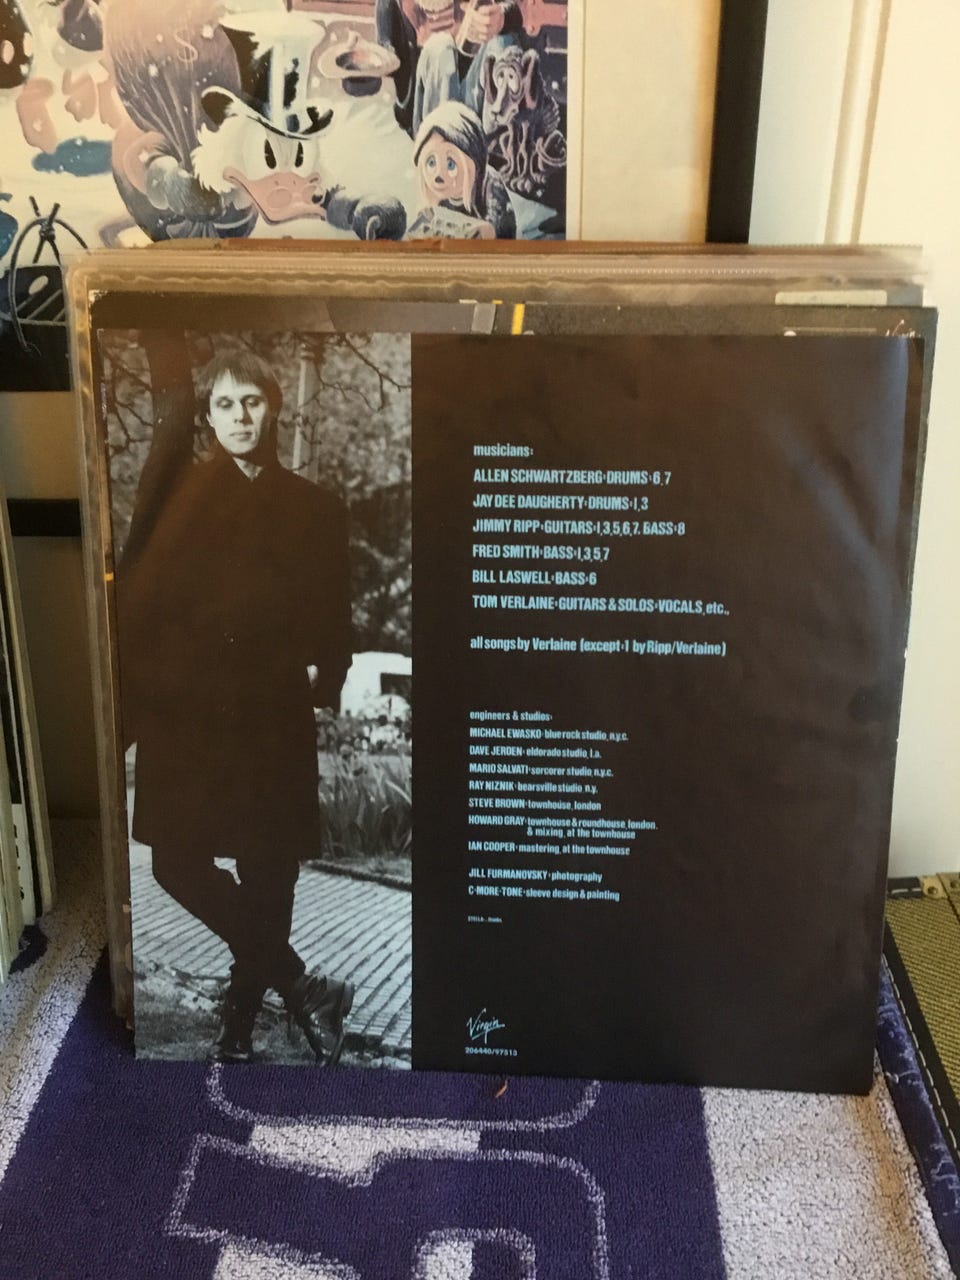 $
musicians:
ALLEN SCHWARTZBERG·DRUMS·6,7
JAY DEE DAUGHERTY·DRUMS·1,3
JIMMY RIPP·GUITARS·1,3,5,6,7. BASS·8
FRED SMITH·BASS·1,3,5,7
BILL LASWELL·BASS·6
TOM VERLAINE·GUITARS & SOLOS·VOCALS, etc.,
all songs by Verlaine (except·1 by Ripp/Verlaine)
engineers & studios·
MICHAEL EWASKO·blue rock studio, n.y.c.
DAVE JERDEN·eldorado studio, l.a.
MARIO SALVATI·sorcorer studio, n.y.c.
RAY NIZNIK·bearsville studio, n.y.
STEVE BROWN·townhouse, london
HOWARD GRAY·townhouse & roundhouse, london.
& mixing, at the townhouse
IAN COOPER·mastering, at the townhouse
JILL FURMANOVSKY·photography
C·MORE·TONE·sleeve design & painting
Virgin
206440/97513